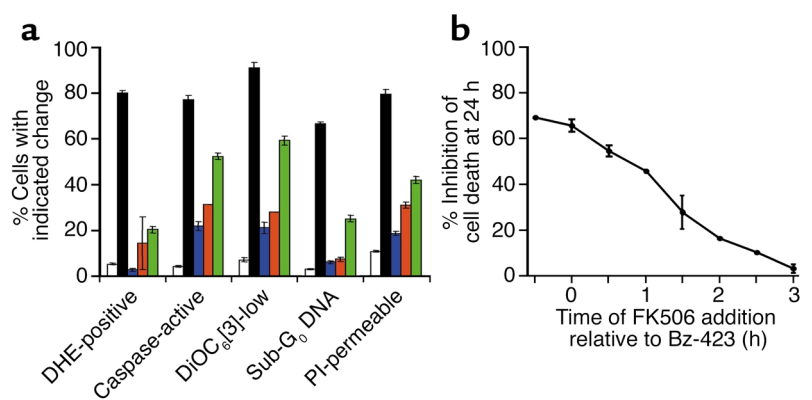 a
% Cells with
indicated change
100
80
60
40
20
0
DHE-positive
Caspase-active
DiOC6[3]-low
Sub-G0 DNA
PI-permeable
b
% Inhibition of
cell death at 24 h
100
80
60
40
20
0
0 1 2 3
Time of FK506 addition
relative to Bz-423 (h)